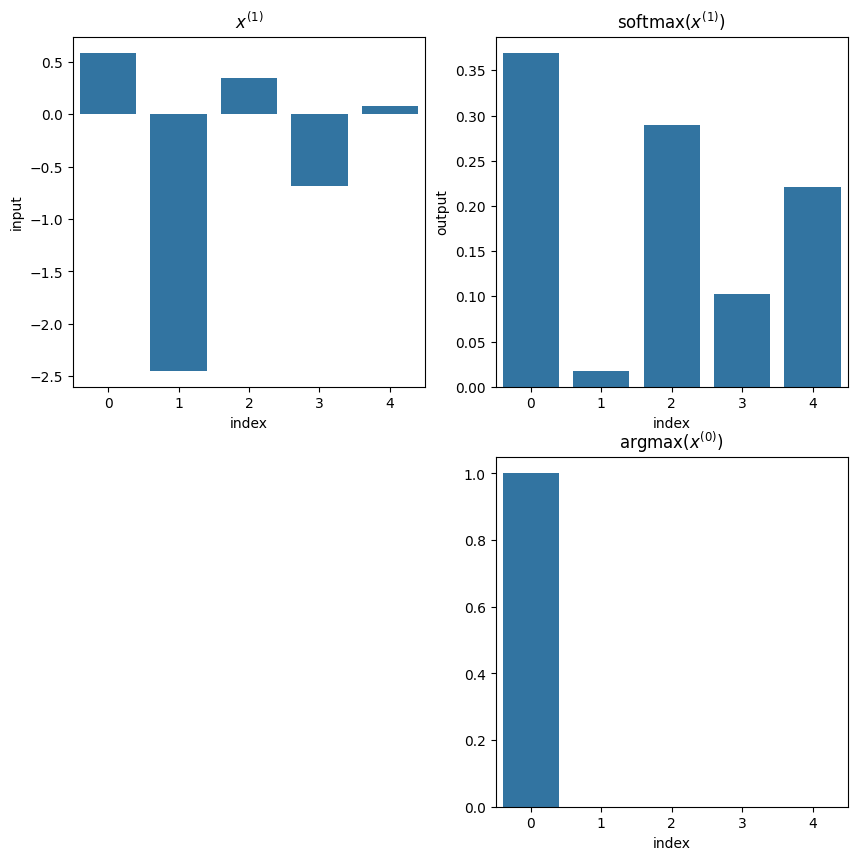 x^(1)
0.5
0.0
−0.5
−1.0
−1.5
−2.0
−2.5
input
0 1 2 3 4
index
softmax(x^(1))
0.35
0.30
0.25
0.20
0.15
0.10
0.05
0.00
output
0 1 2 3 4
index
argmax(x^(0))
1.0
0.8
0.6
0.4
0.2
0.0
0 1 2 3 4
index